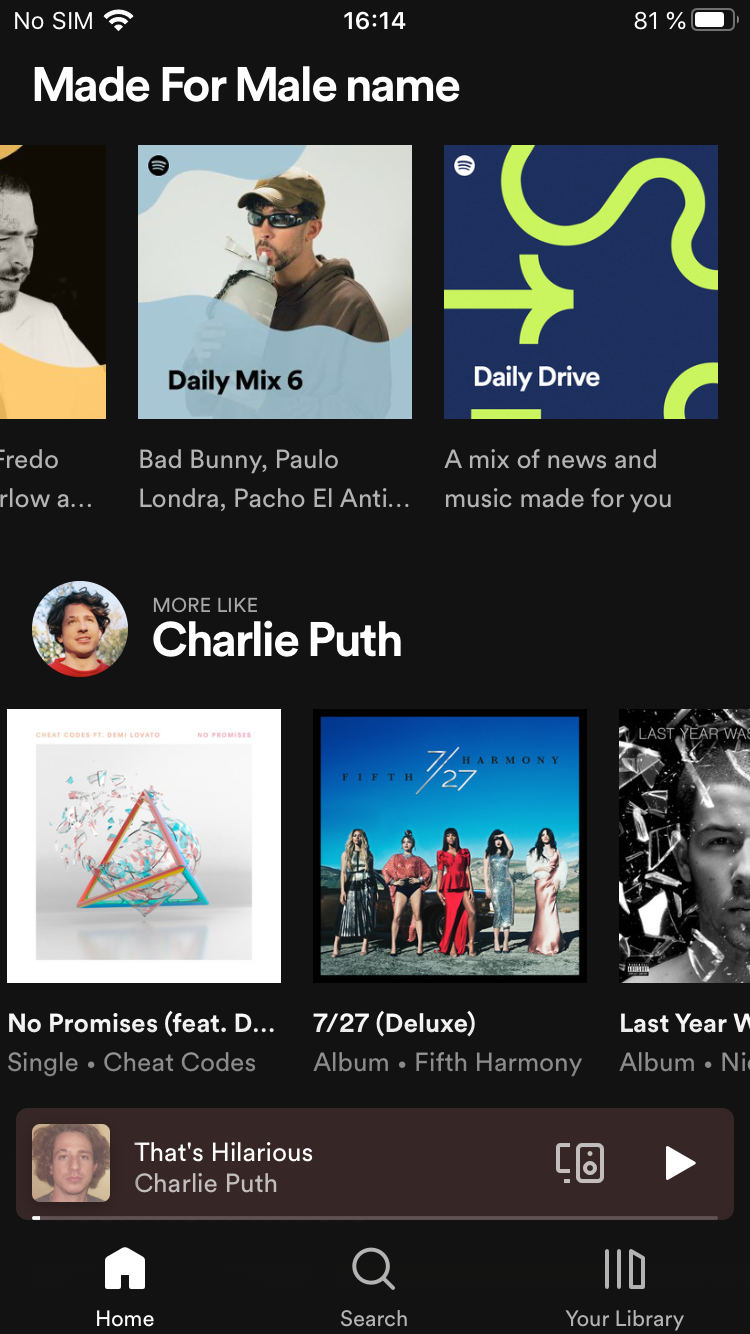 No SIM 16:14 81 %
Made For Male name
Daily Mix 6
Daily Drive
Fredo
rlow a...
Bad Bunny, Paulo
Londra, Pacho El Anti...
A mix of news and
music made for you
MORE LIKE
Charlie Puth
CHEAT CODES FT. DEMI LOVATO NO PROMISES
7/27
FIFTH HARMONY
LAST YEAR WAS
No Promises (feat. D...
Single • Cheat Codes
7/27 (Deluxe)
Album • Fifth Harmony
Last Year W
Album • Nic
That's Hilarious
Charlie Puth
Home
Search
Your Library